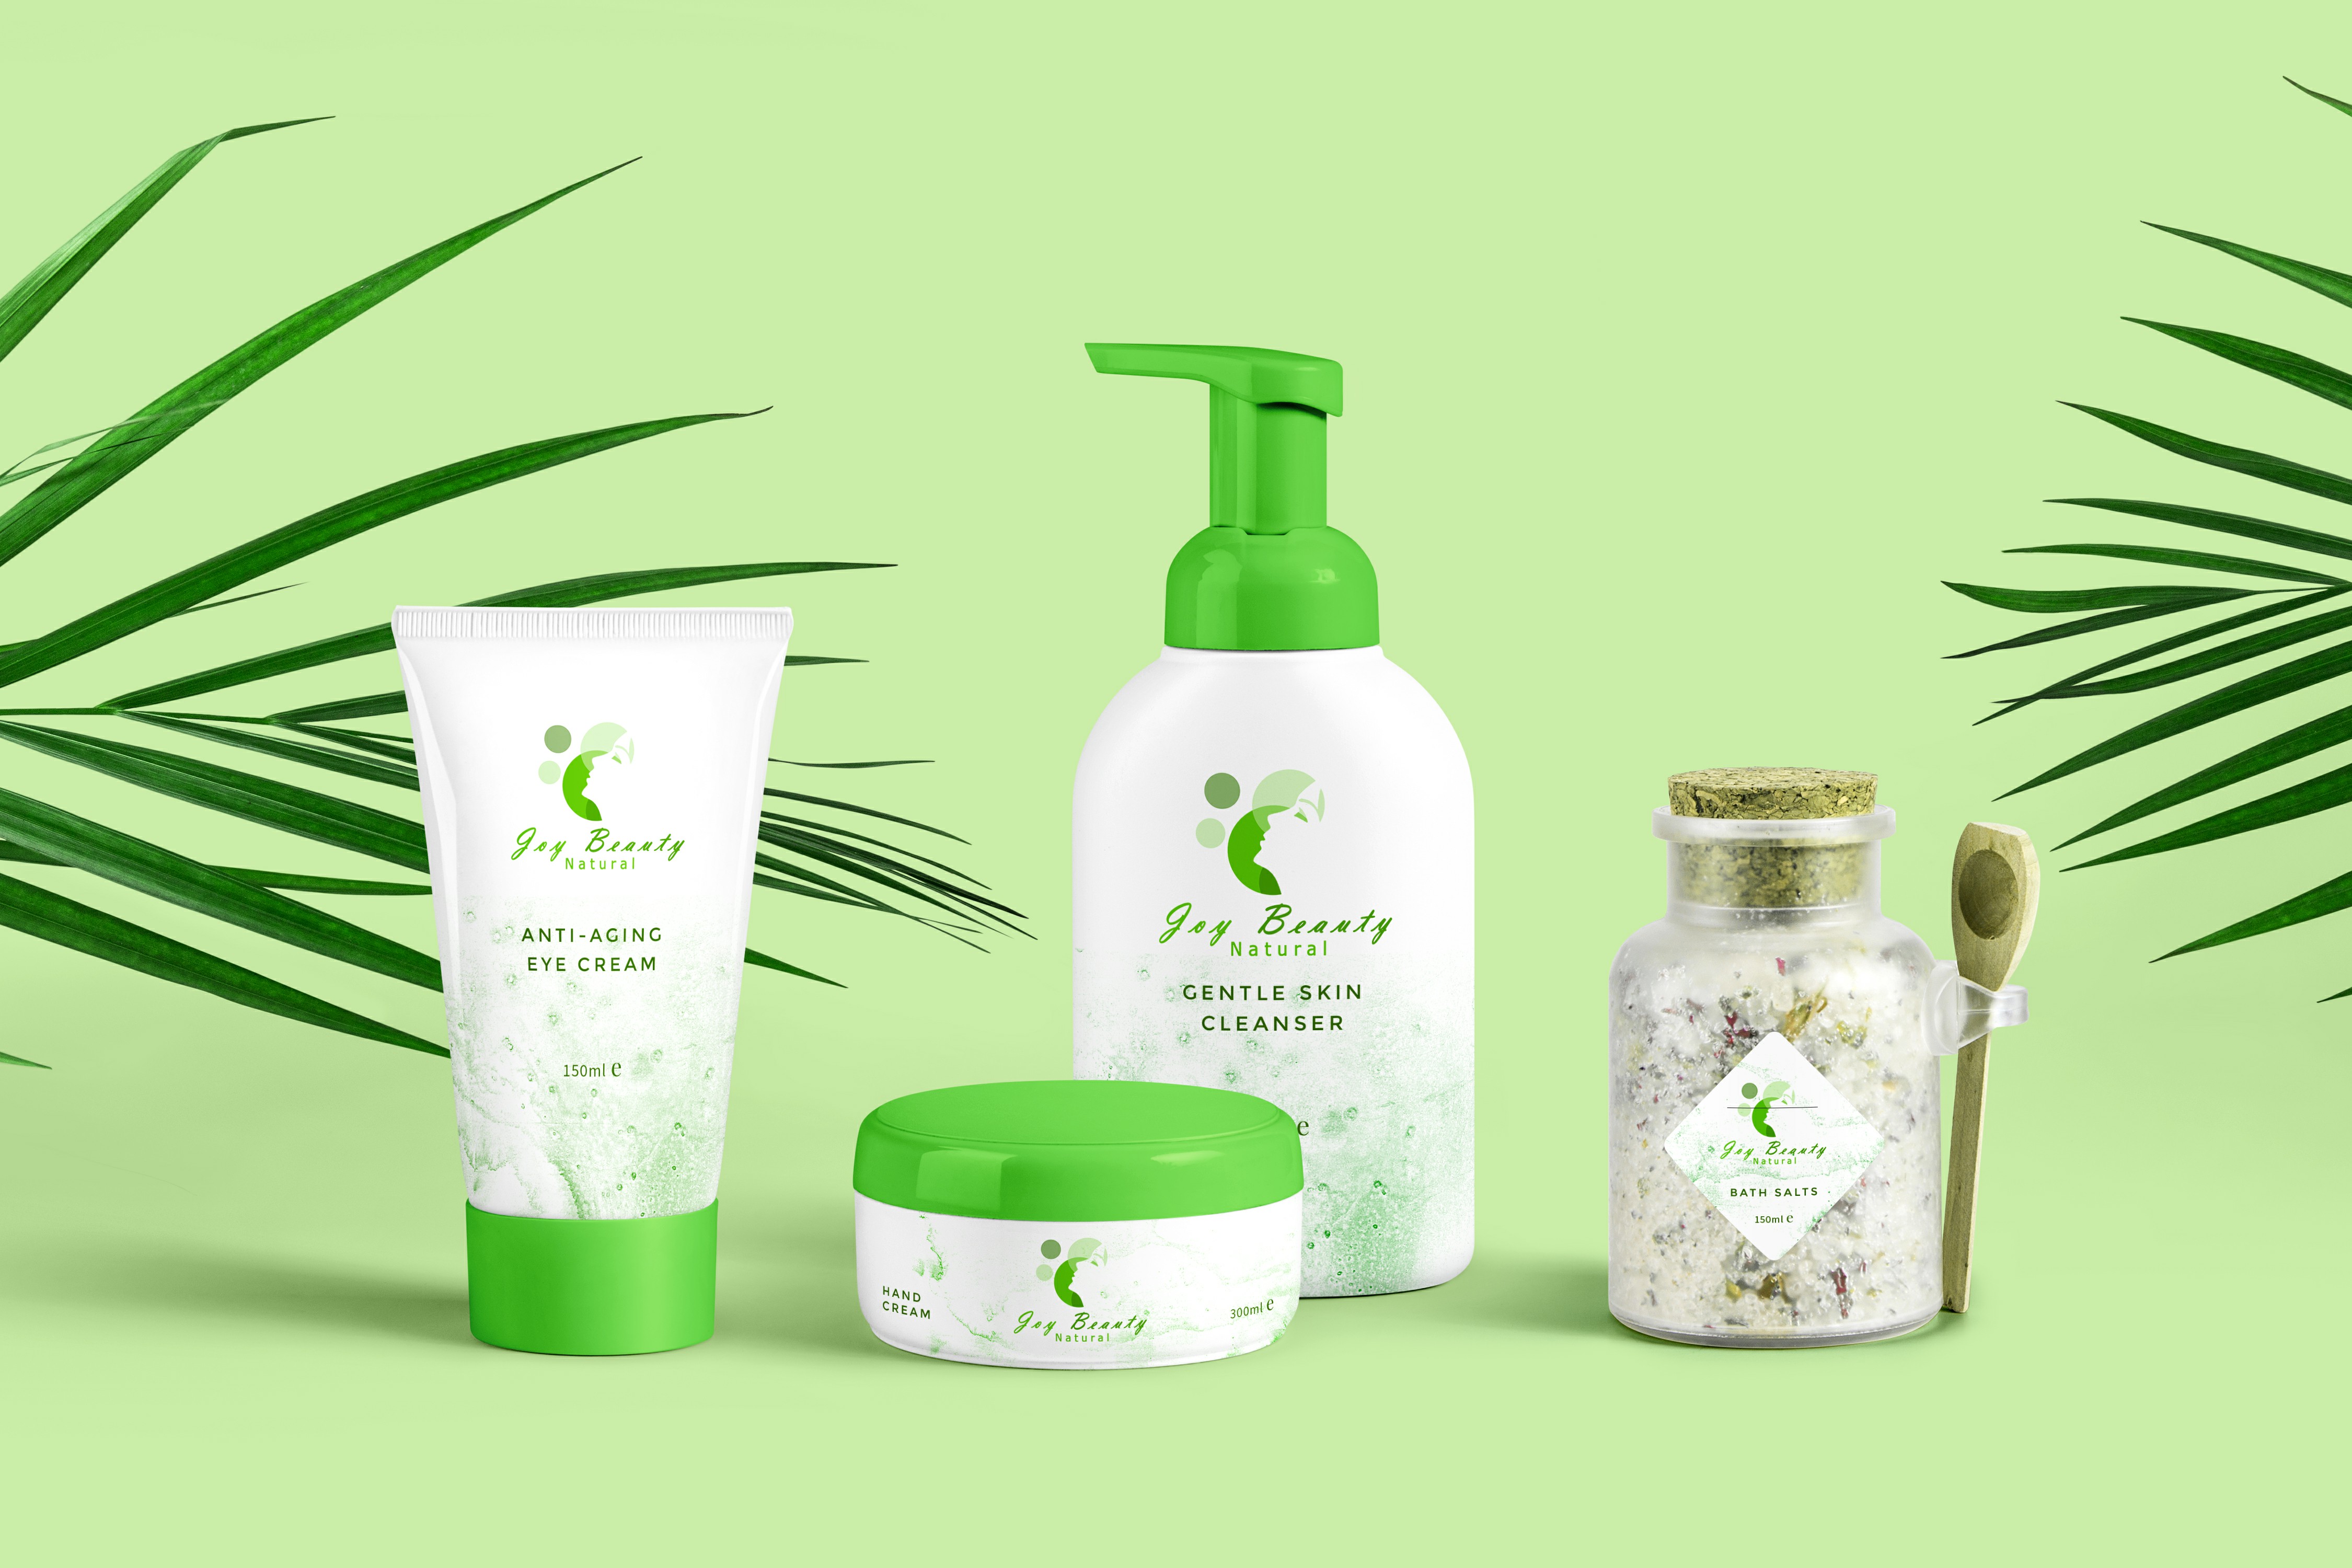 Joy Beauty
Natural
ANTI-AGING
EYE CREAM
150ml e
Joy Beauty
Natural
GENTLE SKIN
CLEANSER
e
HAND
CREAM
Joy Beauty
Natural
300ml e
Joy Beauty
Natural
BATH SALTS
150ml e